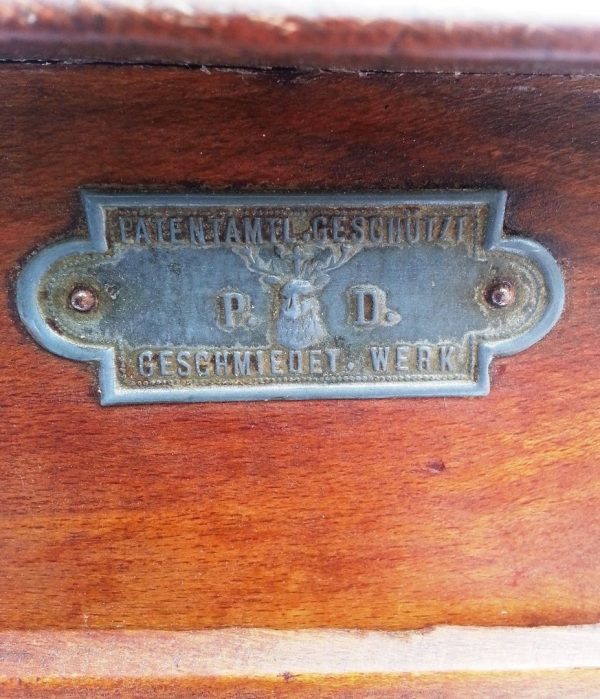 PATENTAMTL. GESCHÜTZT
P. D.
GESCHMIEDET. WERK